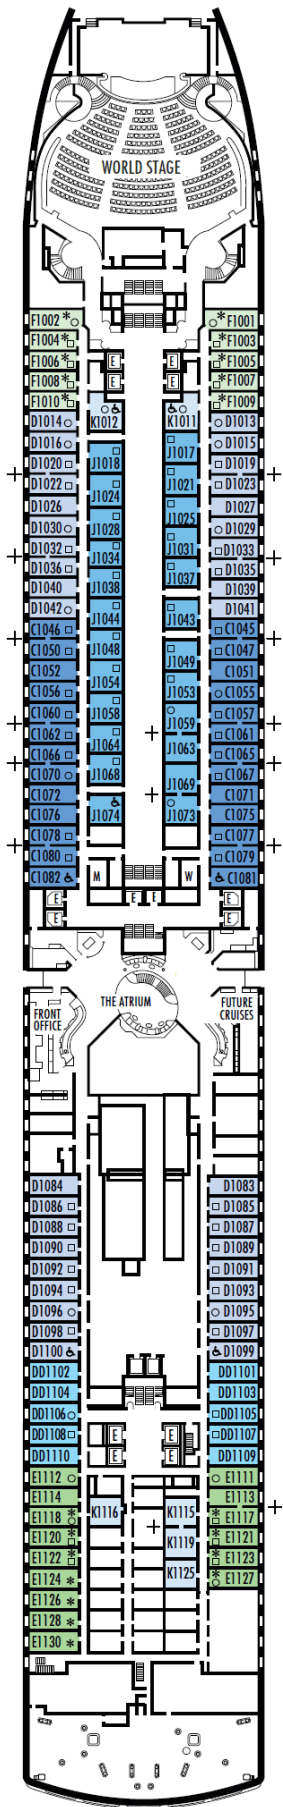 WORLD STAGE
F1002 * F1001
F1004 * * F1003
F1006 * * F1005
E E
F1008 * * F1007
E E
F1010 * * F1009
K1012 K1011
D1014 D1013
D1016 J1017 D1015
D1020 J1018 D1019
D1022 J1021 D1023
D1026 J1024 J1025 D1027
D1030 J1028 D1029
D1032 J1031 D1033
D1036 J1034 J1037 D1035
D1040 J1038 D1039
D1042 J1044 J1043 D1041
C1046 C1045
C1050 J1048 J1049 C1047
C1052 C1051
C1056 J1054 J1053 C1055
C1060 J1058 J1059 C1057
C1062 J1064 J1063 C1061
C1066 C1065
C1070 J1068 J1069 C1067
C1072 C1071
C1076 J1074 J1073 C1075
C1078 C1077
C1080 C1079
C1082 M W C1081
E E E E
E E
FRONT
OFFICE
THE ATRIUM
FUTURE
CRUISES
D1084 D1083
D1086 D1085
D1088 D1087
D1090 D1089
D1092 D1091
D1094 D1093
D1096 D1095
D1098 D1097
D1100 D1099
DD1102 DD1101
DD1104 DD1103
DD1106 DD1105
DD1108 E E DD1107
DD1110 E E DD1109
E1112 E1111
E1114 E1113
E1118 * K1116 K1115 * E1117
E1120 * * E1121
E1122 * K1119 * E1123
E1124 * K1125 * E1127
E1126 *
E1128 *
E1130 *